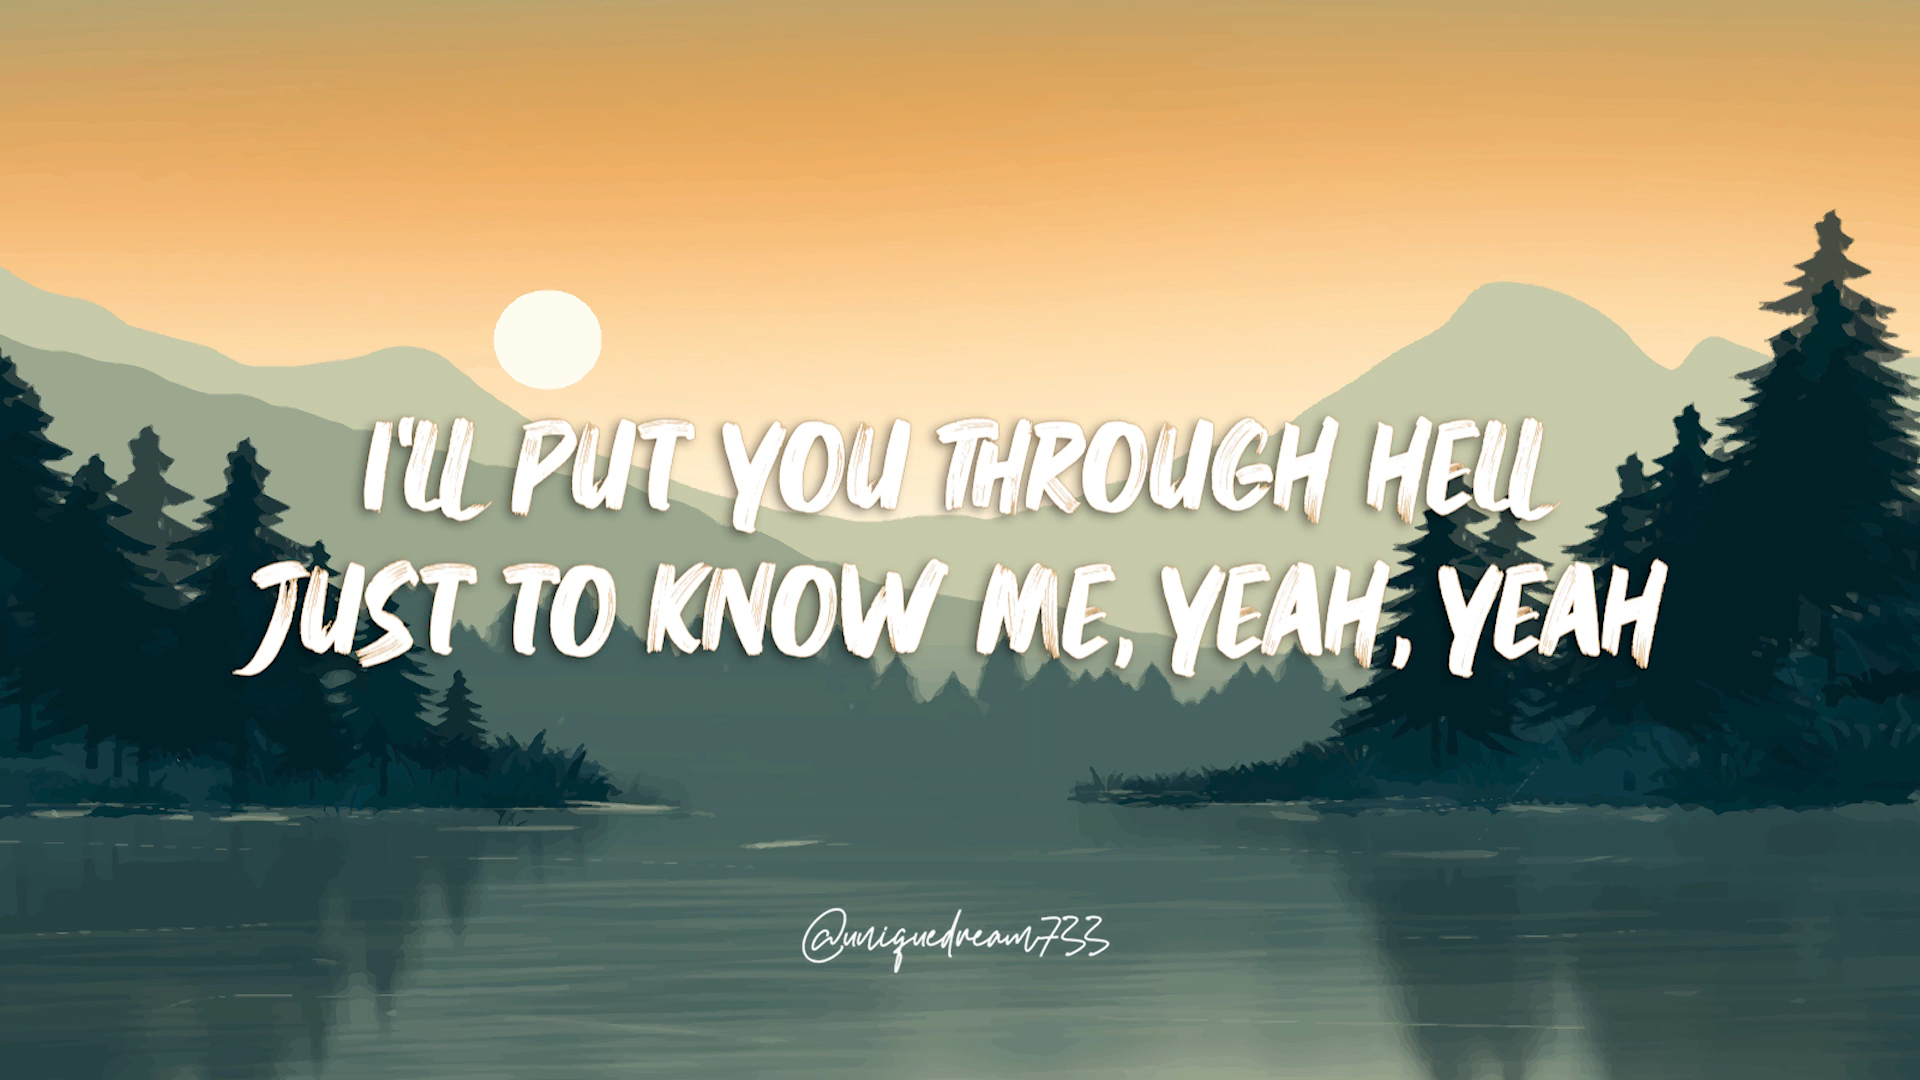 I'LL PUT YOU THROUGH HELL
JUST TO KNOW ME, YEAH, YEAH
@uniquedream733